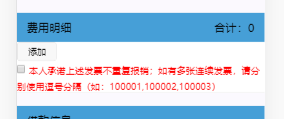 费用明细 合计：0
添加
本人承诺上述发票不重复报销；如有多张连续发票，请分
别使用逗号分隔（如：100001,100002,100003）